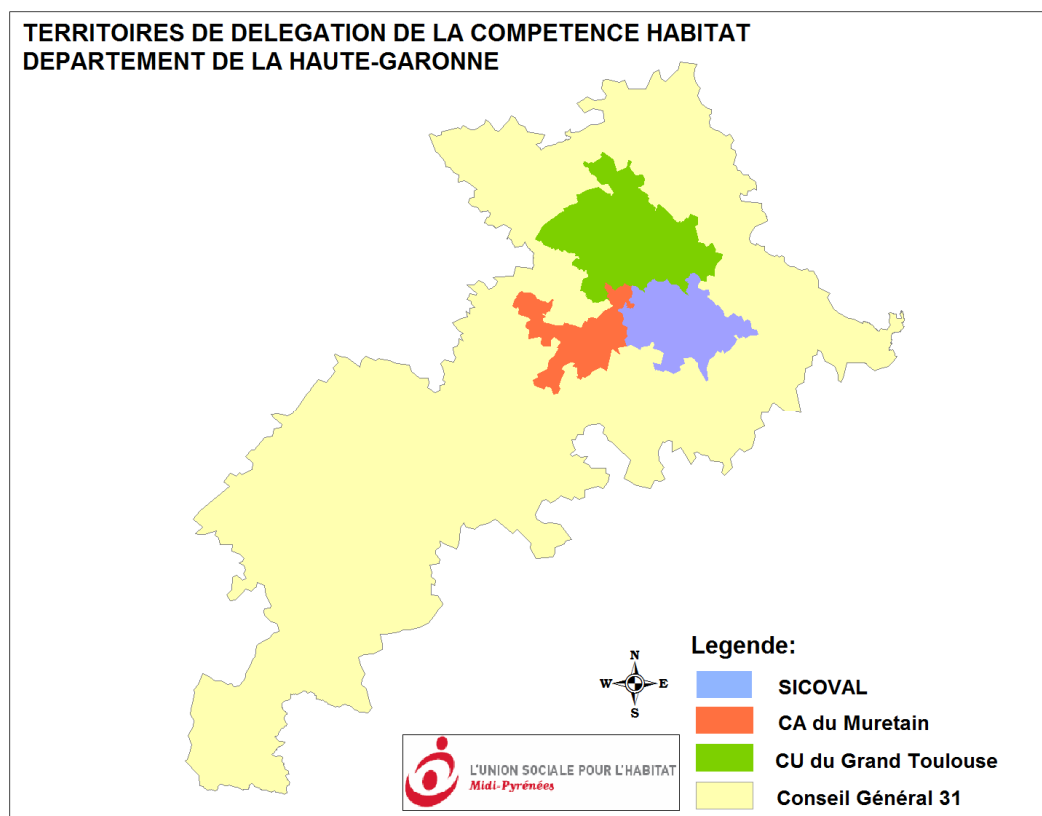 TERRITOIRES DE DELEGATION DE LA COMPETENCE HABITAT
DEPARTEMENT DE LA HAUTE-GARONNE
Legende:
N
W E
S
SICOVAL
CA du Muretain
CU du Grand Toulouse
Conseil Général 31
L'UNION SOCIALE POUR L'HABITAT
Midi-Pyrénées